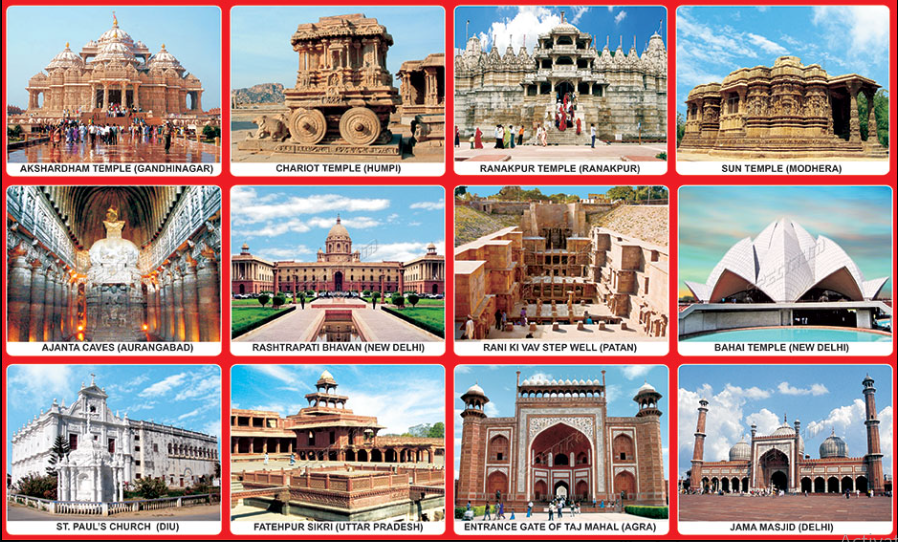 AKSHARDHAM TEMPLE (GANDHINAGAR)
CHARIOT TEMPLE (HUMPI)
RANAKPUR TEMPLE (RANAKPUR)
SUN TEMPLE (MODHERA)
AJANTA CAVES (AURANGABAD)
RASHTRAPATI BHAVAN (NEW DELHI)
RANI KI VAV STEP WELL (PATAN)
BAHAI TEMPLE (NEW DELHI)
ST. PAUL'S CHURCH (DIU)
FATEHPUR SIKRI (UTTAR PRADESH)
ENTRANCE GATE OF TAJ MAHAL (AGRA)
JAMA MASJID (DELHI)